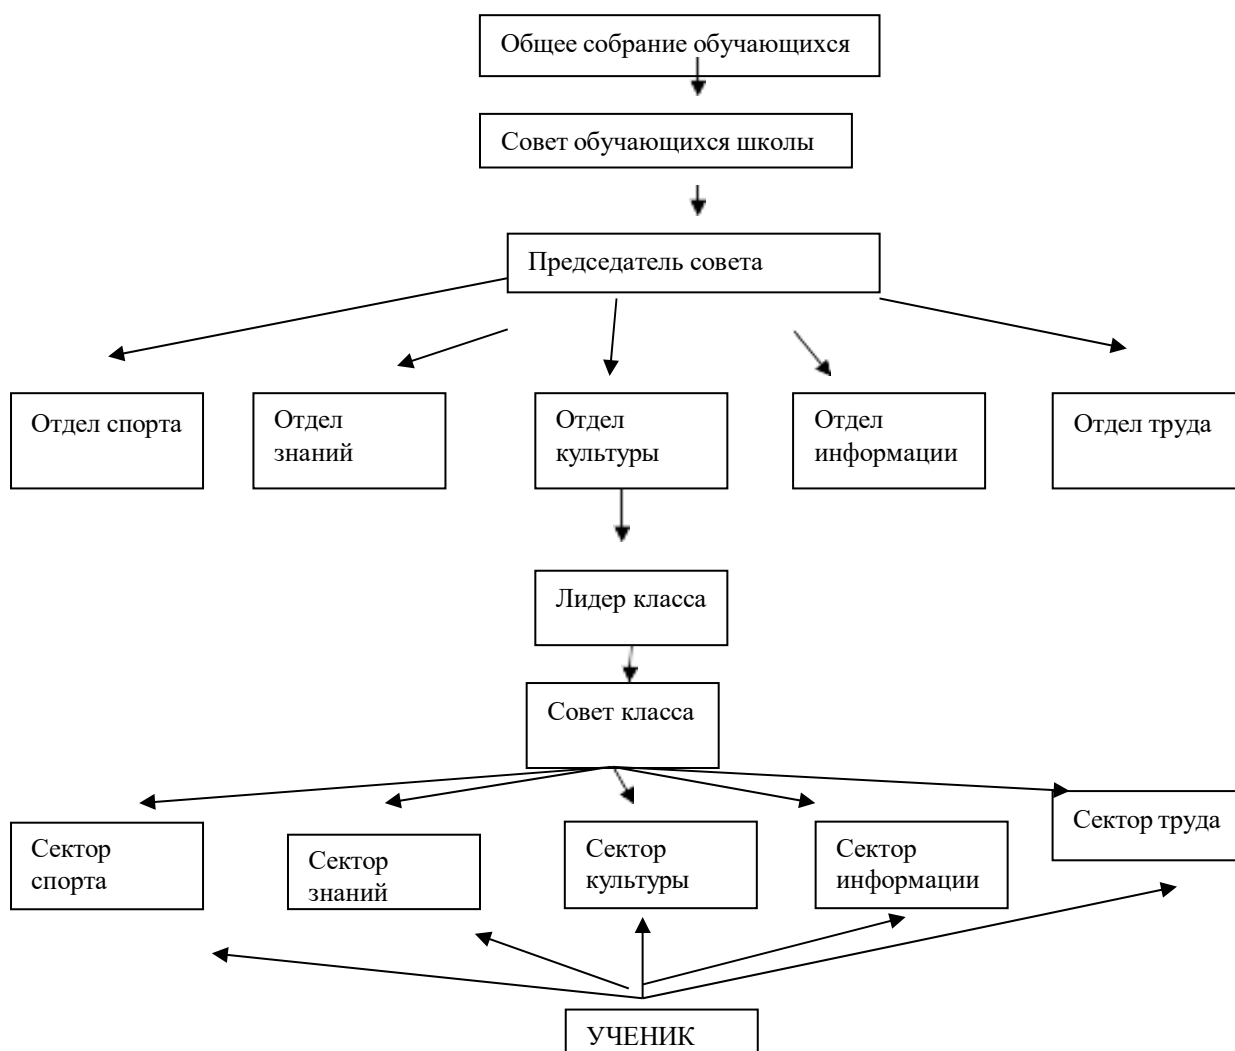 Общее собрание обучающихся
Совет обучающихся школы
Председатель совета
Отдел спорта
Отдел
знаний
Отдел
культуры
Отдел
информации
Отдел труда
Лидер класса
Совет класса
Сектор
спорта
Сектор
знаний
Сектор
культуры
Сектор
информации
Сектор труда
УЧЕНИК